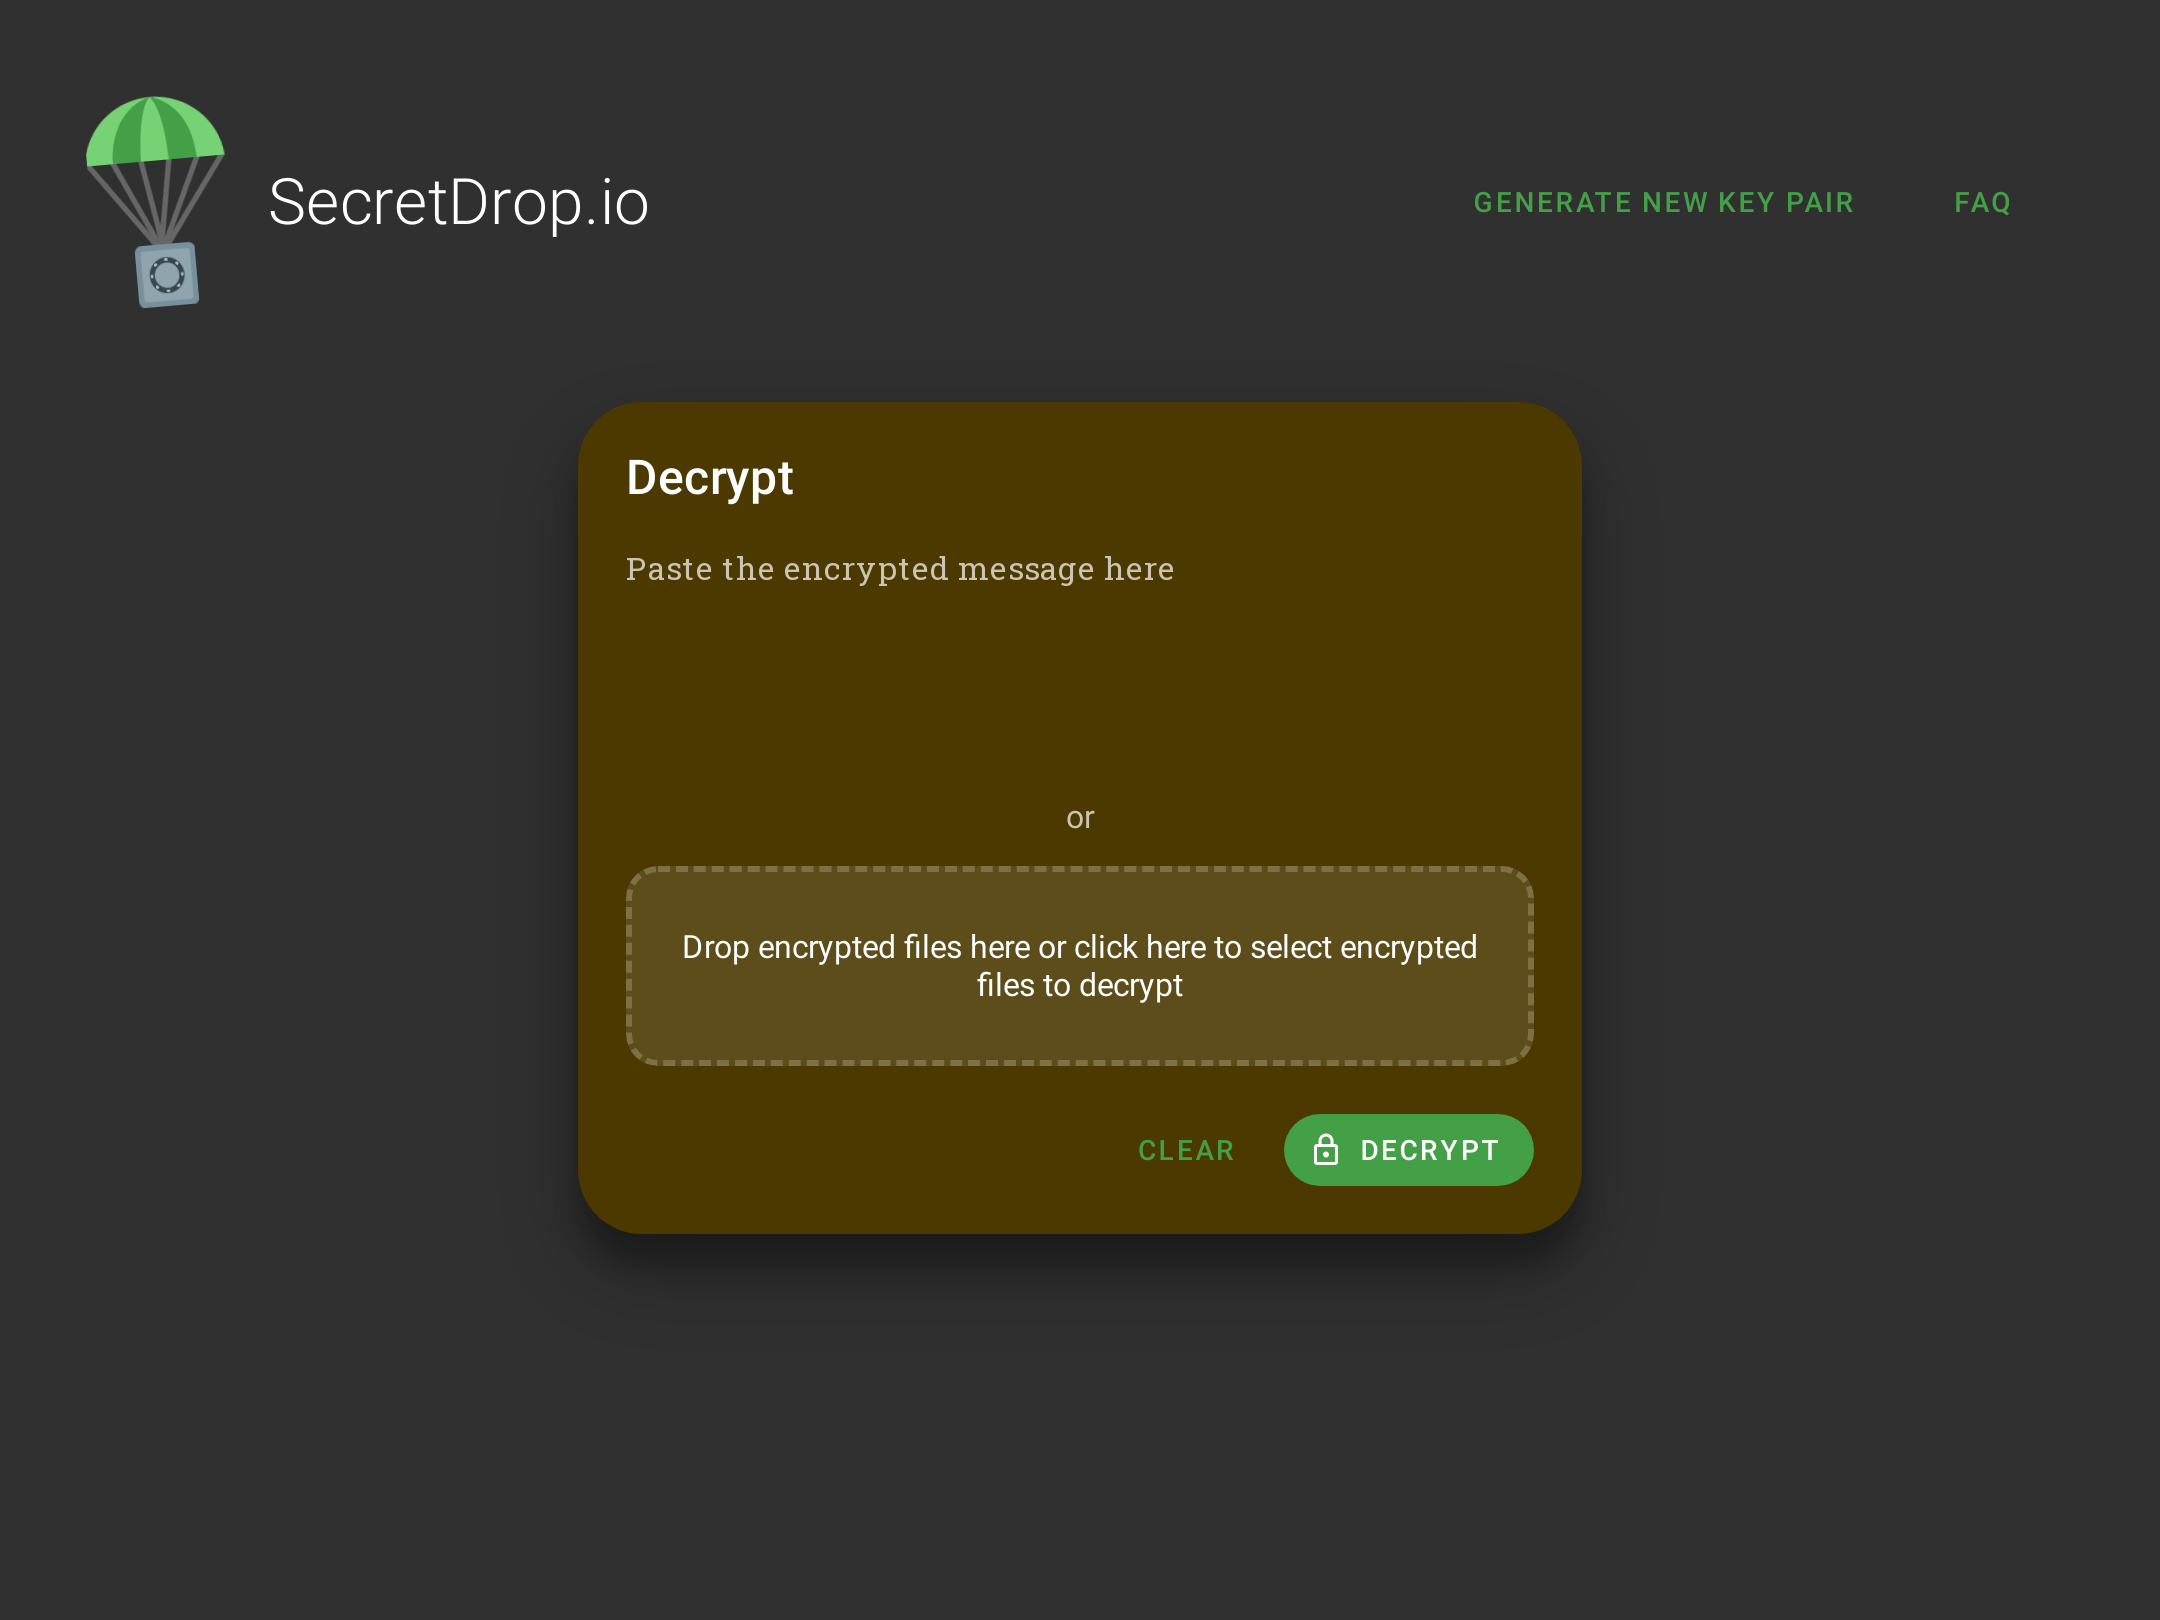 SecretDrop.io
GENERATE NEW KEY PAIR
FAQ
Decrypt
Paste the encrypted message here
or
Drop encrypted files here or click here to select encrypted
files to decrypt
CLEAR
DECRYPT